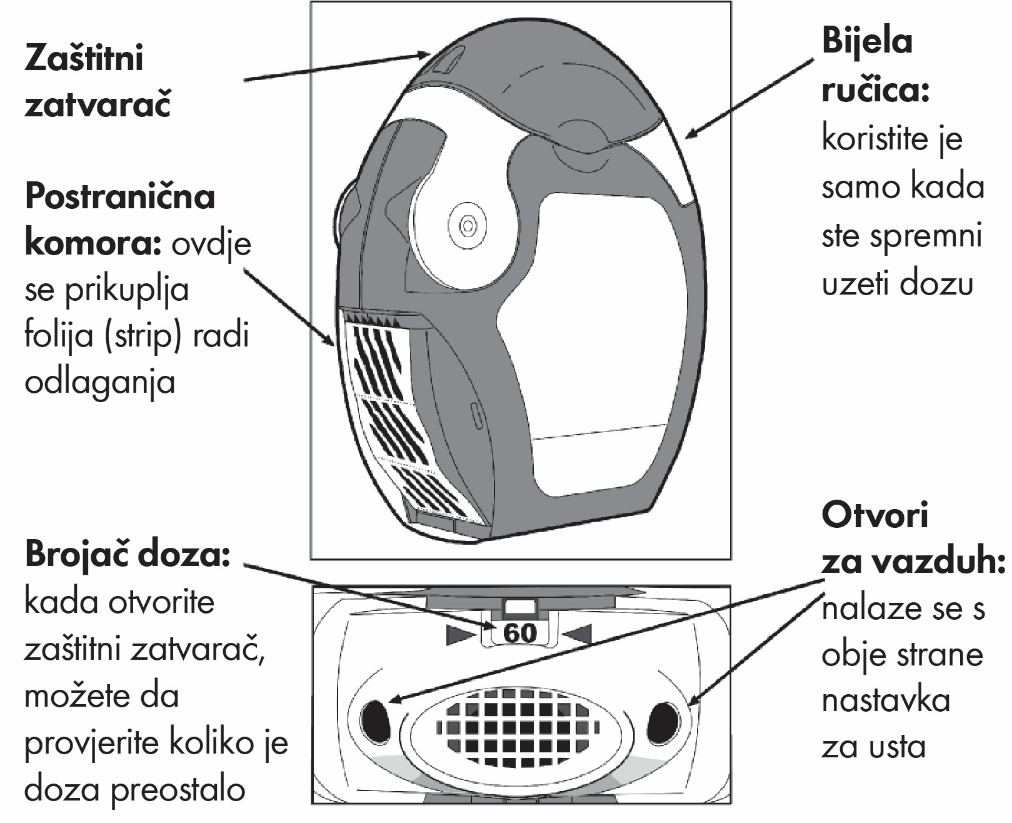 Zaštitni
zatvarač
Postranična
komora: ovdje
se prikuplja
folija (strip) radi
odlaganja
Brojač doza:
kada otvorite
zaštitni zatvarač,
možete da
provjerite koliko je
doza preostalo
60
Bijela
ručica:
koristite je
samo kada
ste spremni
uzeti dozu
Otvori
za vazduh:
nalaze se s
obje strane
nastavka
za usta